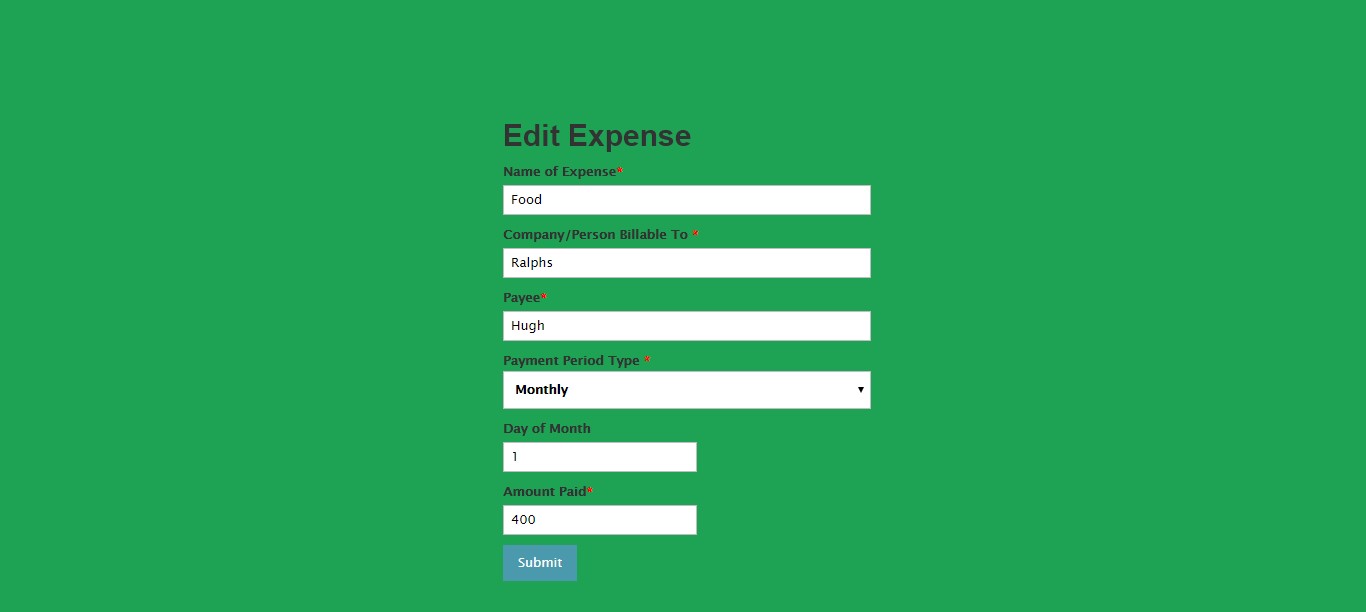 Edit Expense
Name of Expense*
Food
Company/Person Billable To *
Ralphs
Payee*
Hugh
Payment Period Type *
Monthly
Day of Month
1
Amount Paid*
400
Submit